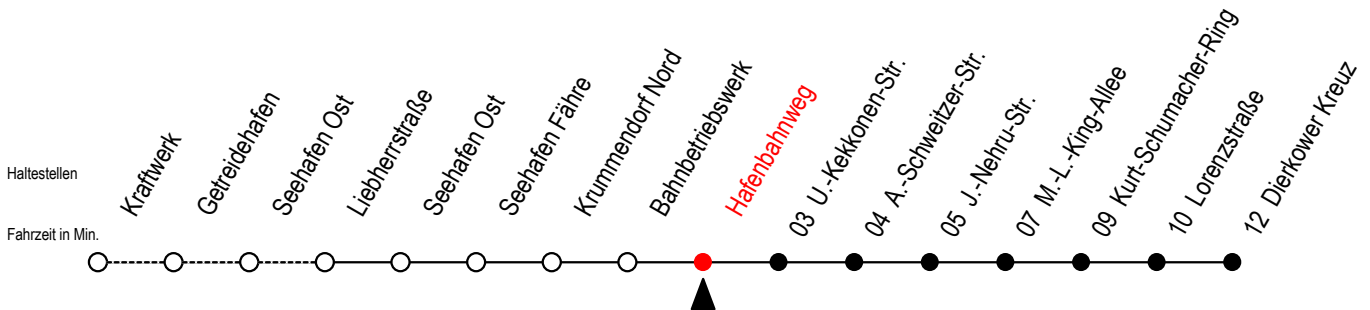 Haltestellen
Fahrzeit in Min.
Kraftwerk
Getreidehafen
Seehafen Ost
Liebherrstraße
Seehafen Ost
Seehafen Fähre
Krummendorf Nord
Bahnbetriebswerk
Hafenbahnweg
03 U.-Kekkonen-Str.
04 A.-Schweitzer-Str.
05 J.-Nehru-Str.
07 M.-L.-King-Allee
09 Kurt-Schumacher-Ring
10 Lorenzstraße
12 Dierkower Kreuz